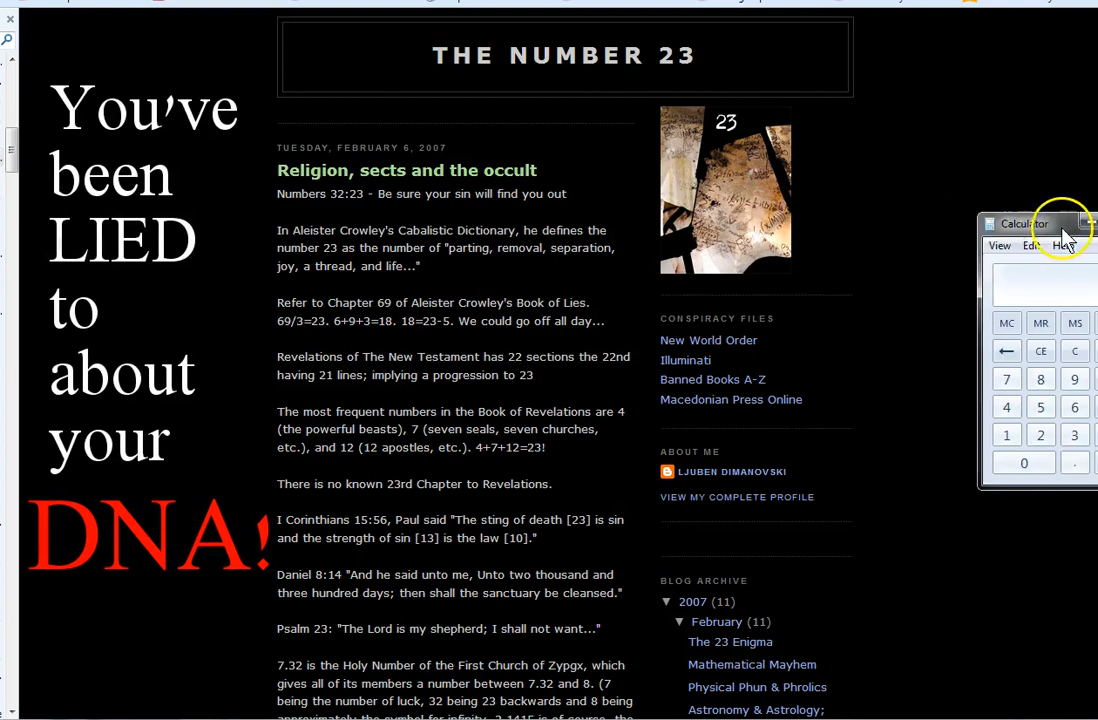 THE NUMBER 23
You've
been
LIED
to
about
your
DNA!
TUESDAY, FEBRUARY 6, 2007
Religion, sects and the occult
Numbers 32:23 - Be sure your sin will find you out
In Aleister Crowley's Cabalistic Dictionary, he defines the
number 23 as the number of "parting, removal, separation,
joy, a thread, and life..."
Refer to Chapter 69 of Aleister Crowley's Book of Lies.
69/3=23. 6+9+3=18. 18=23-5. We could go off all day...
Revelations of The New Testament has 22 sections the 22nd
having 21 lines; implying a progression to 23
The most frequent numbers in the Book of Revelations are 4
(the powerful beasts), 7 (seven seals, seven churches,
etc.), and 12 (12 apostles, etc.). 4+7+12=23!
There is no known 23rd Chapter to Revelations.
I Corinthians 15:56, Paul said "The sting of death [23] is sin
and the strength of sin [13] is the law [10]."
Daniel 8:14 "And he said unto me, Unto two thousand and
three hundred days; then shall the sanctuary be cleansed."
Psalm 23: "The Lord is my shepherd; I shall not want..."
7.32 is the Holy Number of the First Church of Zypgx, which
gives all of its members a number between 7.32 and 8. (7
being the number of luck, 32 being 23 backwards and 8 being
23
CONSPIRACY FILES
New World Order
Illuminati
Banned Books A-Z
Macedonian Press Online
ABOUT ME
LJUBEN DIMANOVSKI
VIEW MY COMPLETE PROFILE
BLOG ARCHIVE
▼ 2007 (11)
▼ February (11)
The 23 Enigma
Mathematical Mayhem
Physical Phun & Phrolics
Astronomy & Astrology;
Calculator
View Edit Help
MC MR MS
← CE C
7 8 9
4 5 6
1 2 3
0 .